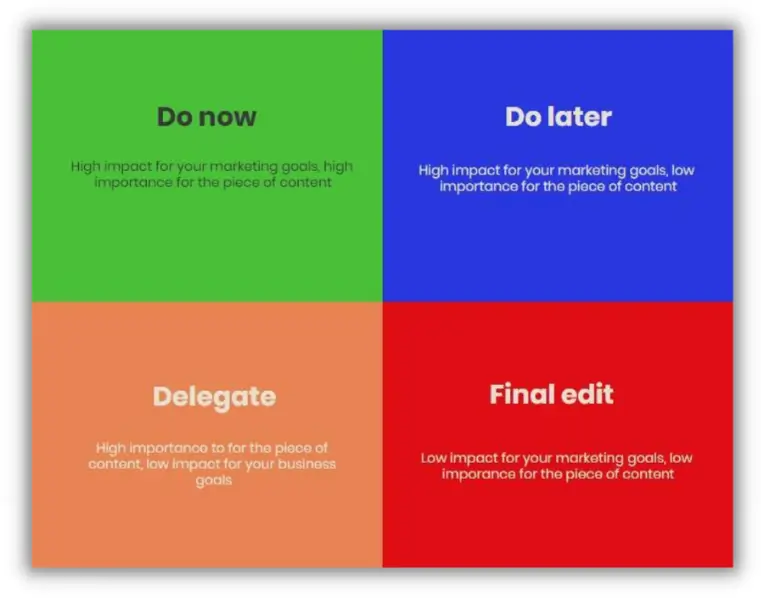 Do now
High impact for your marketing goals, high
importance for the piece of content
Do later
High impact for your marketing goals, low
importance for the piece of content
Delegate
High importance to for the piece of
content, low impact for your business
goals
Final edit
Low impact for your marketing goals, low
imporance for the piece of content